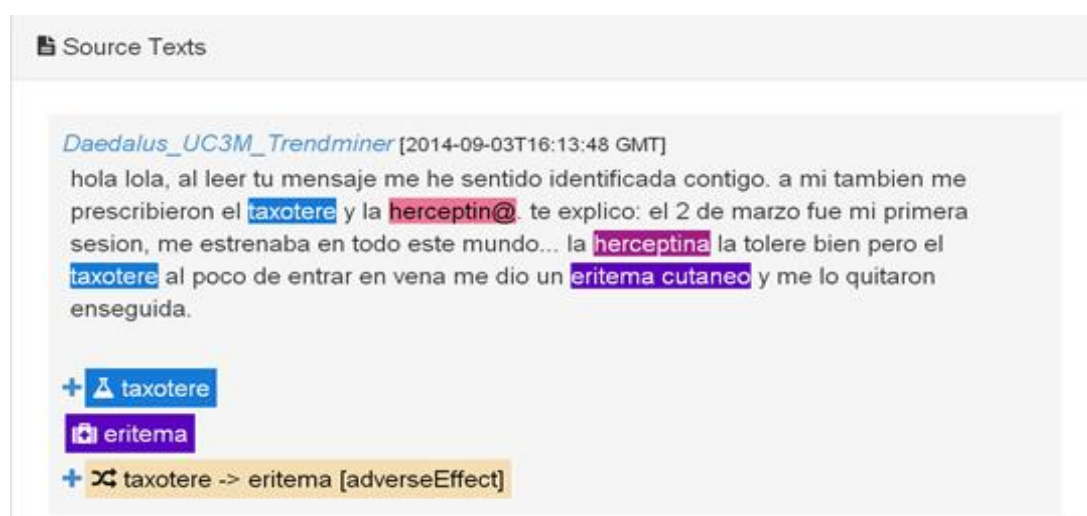 Source Texts
Daedalus_UC3M_Trendminer [2014-09-03T16:13:48 GMT]
hola lola, al leer tu mensaje me he sentido identificada contigo. a mi tambien me
prescribieron el taxotere y la herceptin@. te explico: el 2 de marzo fue mi primera
sesion, me estrenaba en todo este mundo... la herceptina la tolere bien pero el
taxotere al poco de entrar en vena me dio un eritema cutaneo y me lo quitaron
enseguida.
+ taxotere
eritema
+ taxotere -> eritema [adverseEffect]